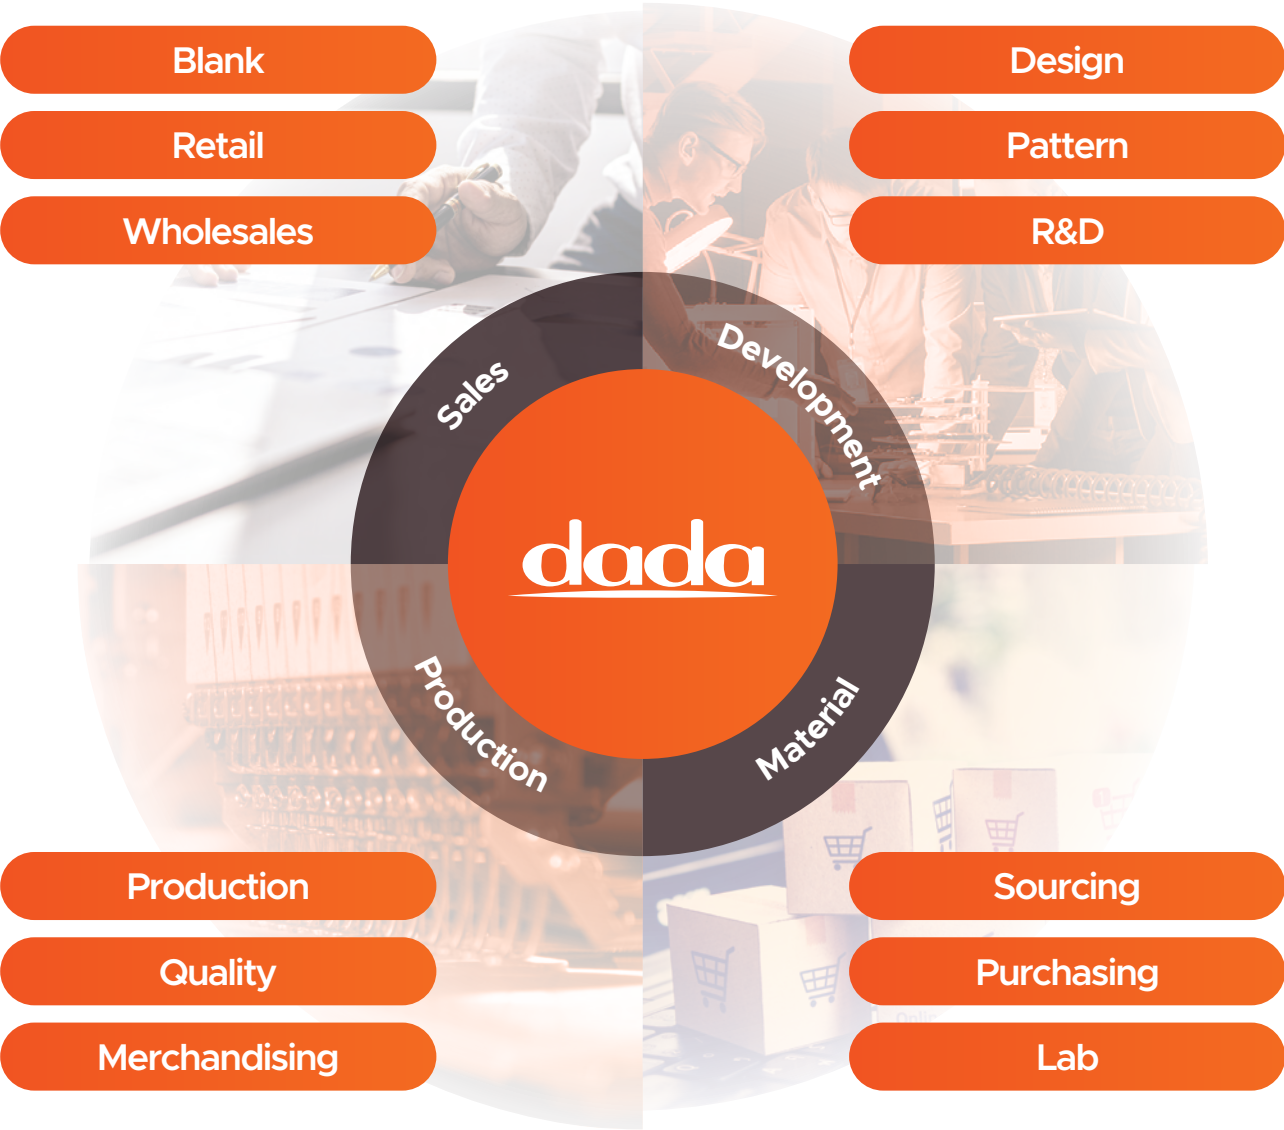 Blank
Retail
Wholesales
Design
Pattern
R&D
Sales
Development
dada
Production
Material
Production
Quality
Merchandising
Sourcing
Purchasing
Lab